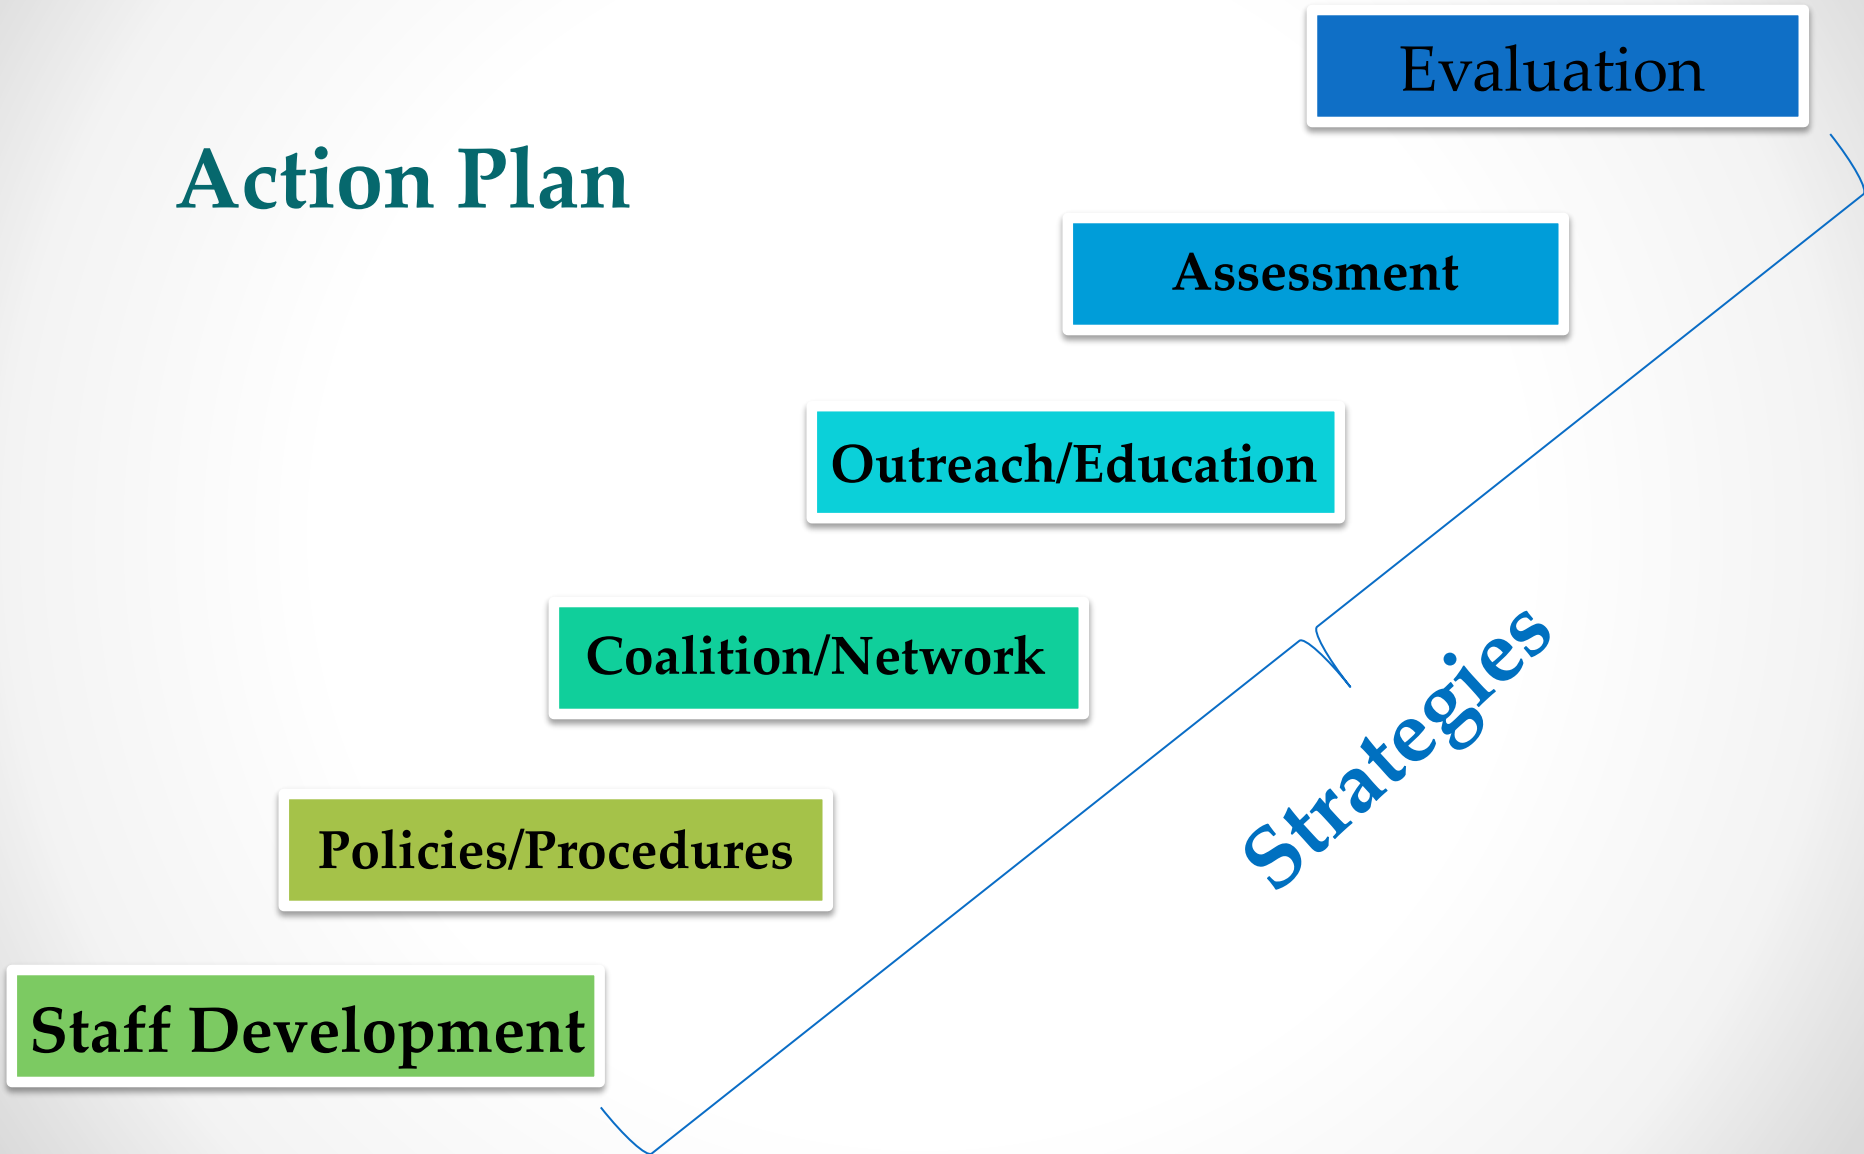 Evaluation
Action Plan
Assessment
Outreach/Education
Coalition/Network
Strategies
Policies/Procedures
Staff Development